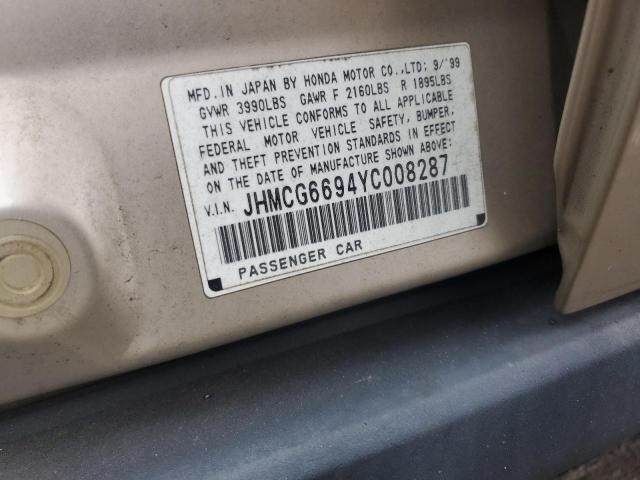 MFD. IN JAPAN BY HONDA MOTOR CO.,LTD: 9/'99
GVWR 3990LBS GAWR F 2160LBS R 1895LBS
THIS VEHICLE CONFORMS TO ALL APPLICABLE
FEDERAL MOTOR VEHICLE SAFETY, BUMPER,
AND THEFT PREVENTION STANDARDS IN EFFECT
ON THE DATE OF MANUFACTURE SHOWN ABOVE:
V.I.N. JHMCG6694YC008287
PASSENGER CAR